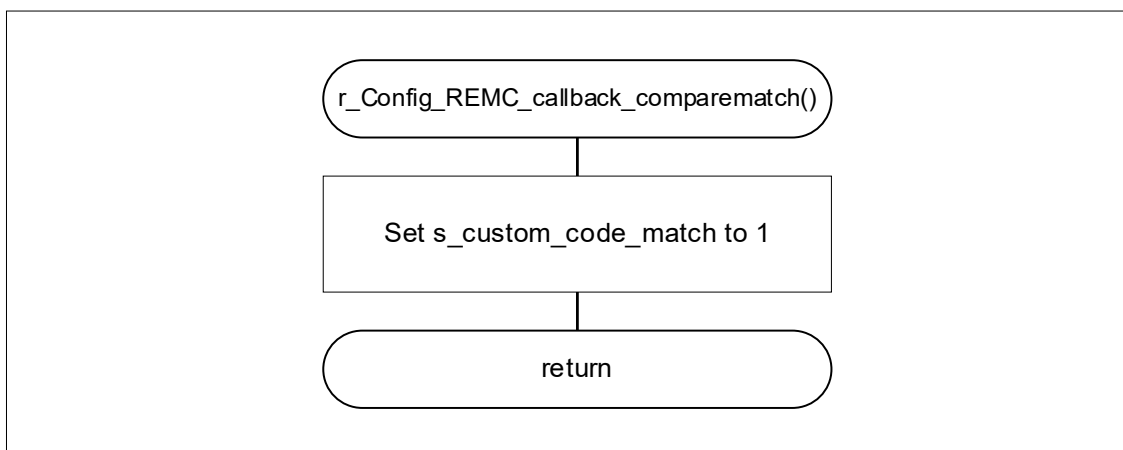 r_Config_REMC_callback_comparematch()
Set s_custom_code_match to 1
return